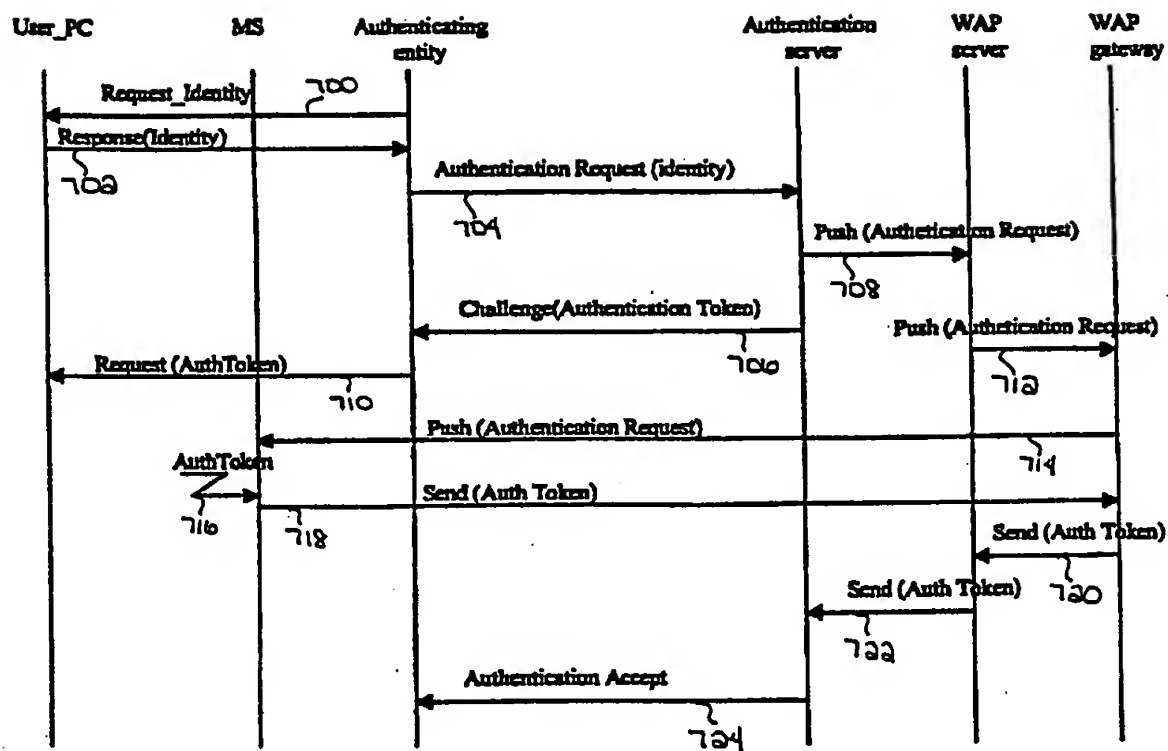 User_PC
MS
Authenticating
entity
Authentication
server
WAP
server
WAP
gateway
Request_Identity
700
Response(Identity)
702
Authentication Request (identity)
704
Push (Authetication Request)
708
Challenge(Authentication Token)
706
Push (Authetication Request)
712
Request (AuthToken)
710
Push (Authentication Request)
714
AuthToken
716
Send (Auth Token)
718
Send (Auth Token)
720
Send (Auth Token)
722
Authentication Accept
724